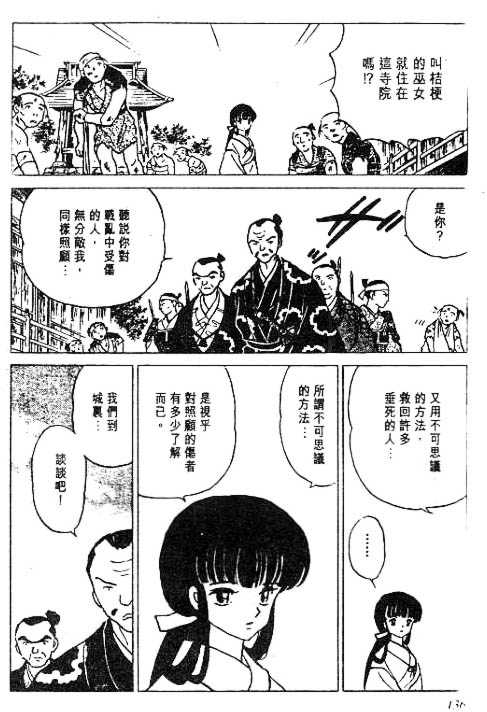 叫桔梗
的巫女
就住在
這寺院
嗎!?
是你?
聽說你對
戰亂中受傷
的人，
無分敵我，
同樣照顧…
又用不可思議
的方法，
救回許多
垂死的人…
……
所謂不可思議
的方法…
是視乎
對照顧的傷者
有多少了解
而已。
我們到
城裏…
談談吧！